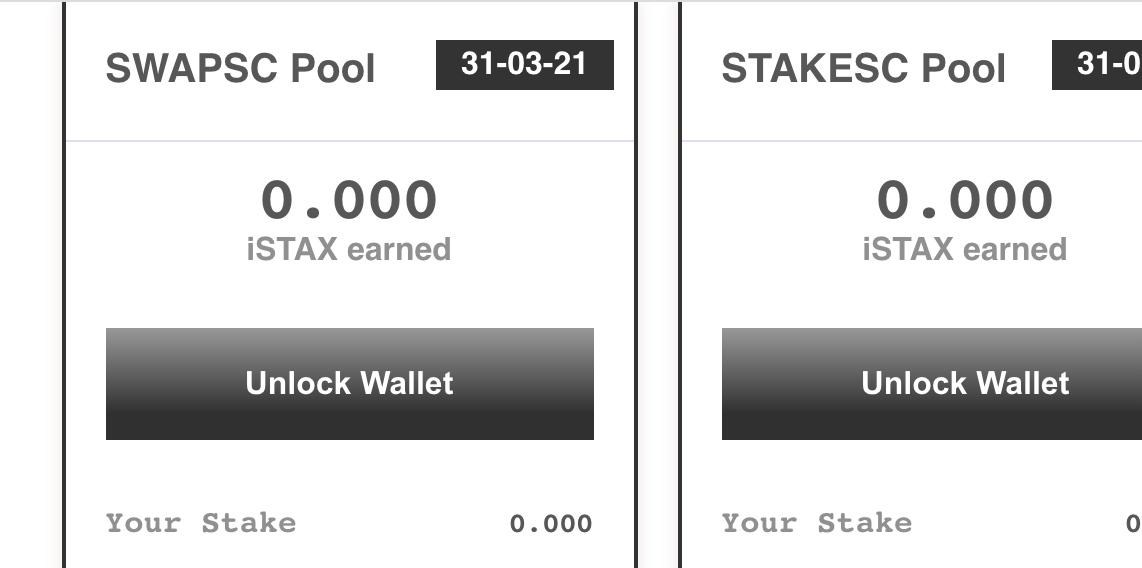 SWAPSC Pool 31-03-21
0.000
iSTAX earned
Unlock Wallet
Your Stake 0.000
STAKESC Pool 31-0
0.000
iSTAX earned
Unlock Wallet
Your Stake 0